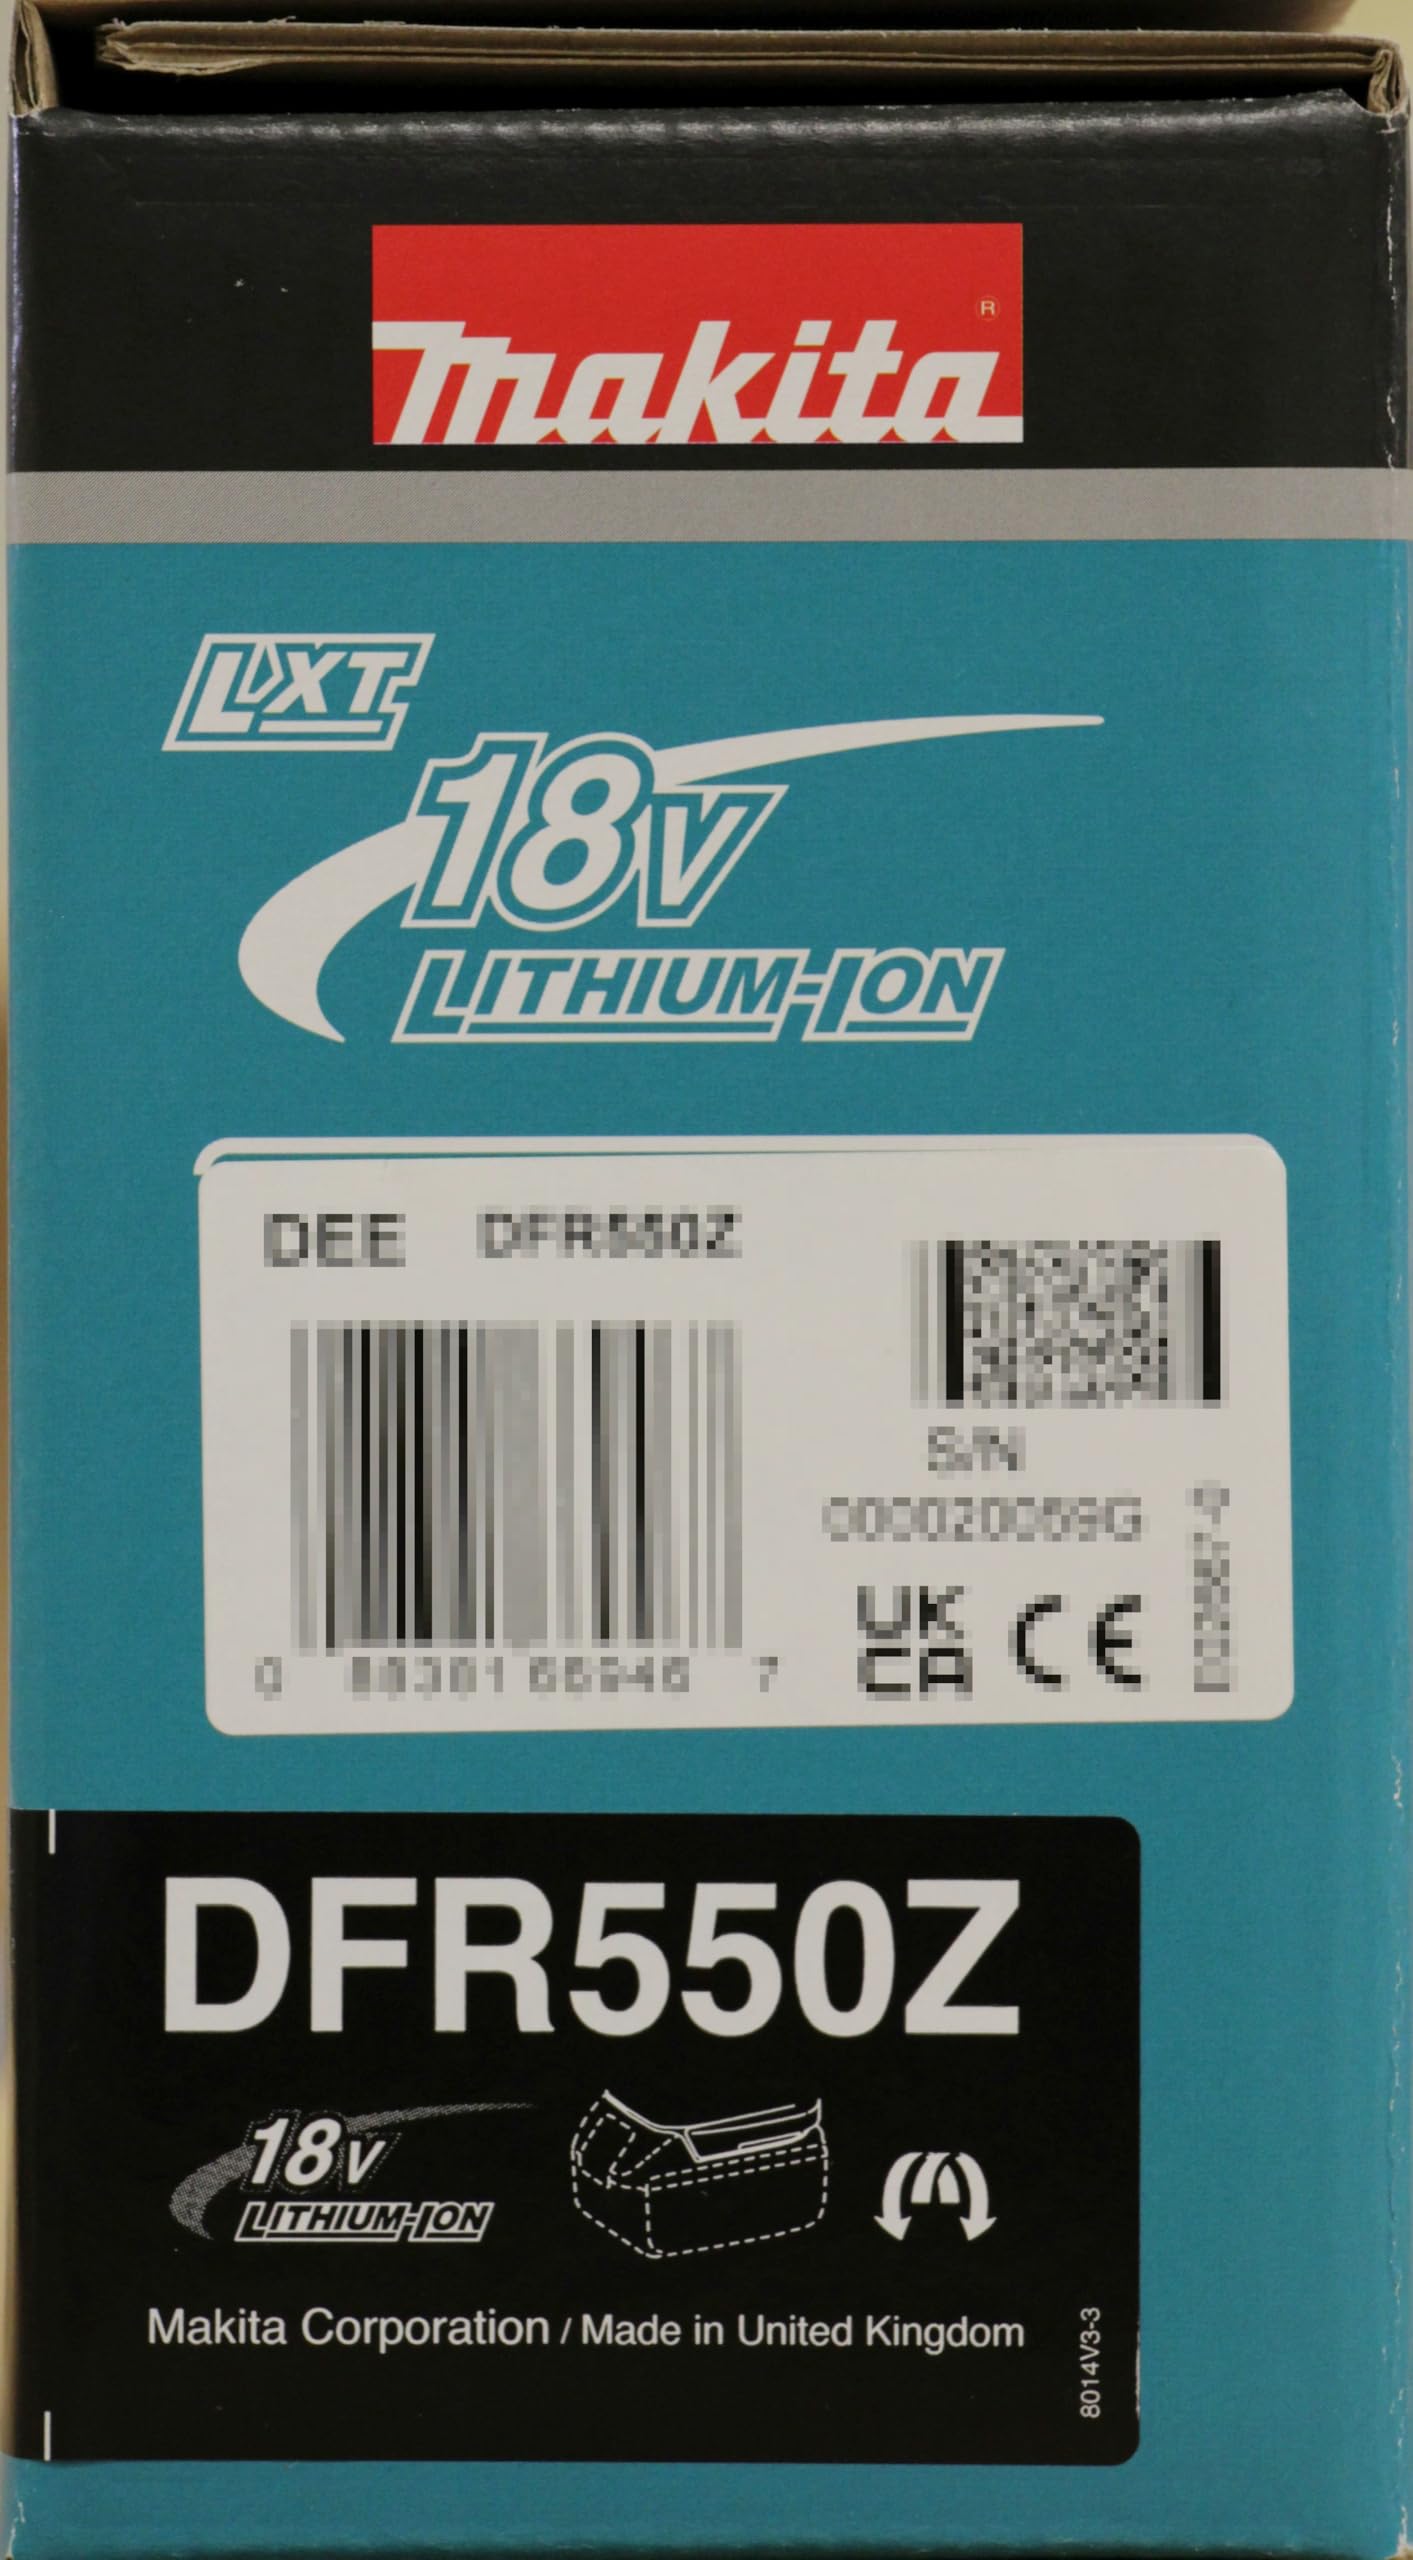 makita®
LXT
18V
LITHIUM-ION
DEE DFR550Z
S/N
UK
CA CE
DFR550Z
18V
LITHIUM-ION
Makita Corporation / Made in United Kingdom
8014V3-3